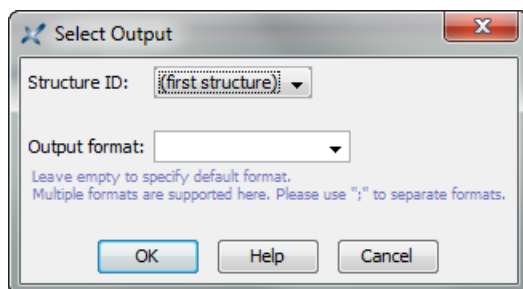 Select Output
Structure ID: (first structure)
Output format:
Leave empty to specify default format.
Multiple formats are supported here. Please use ";" to separate formats.
OK Help Cancel